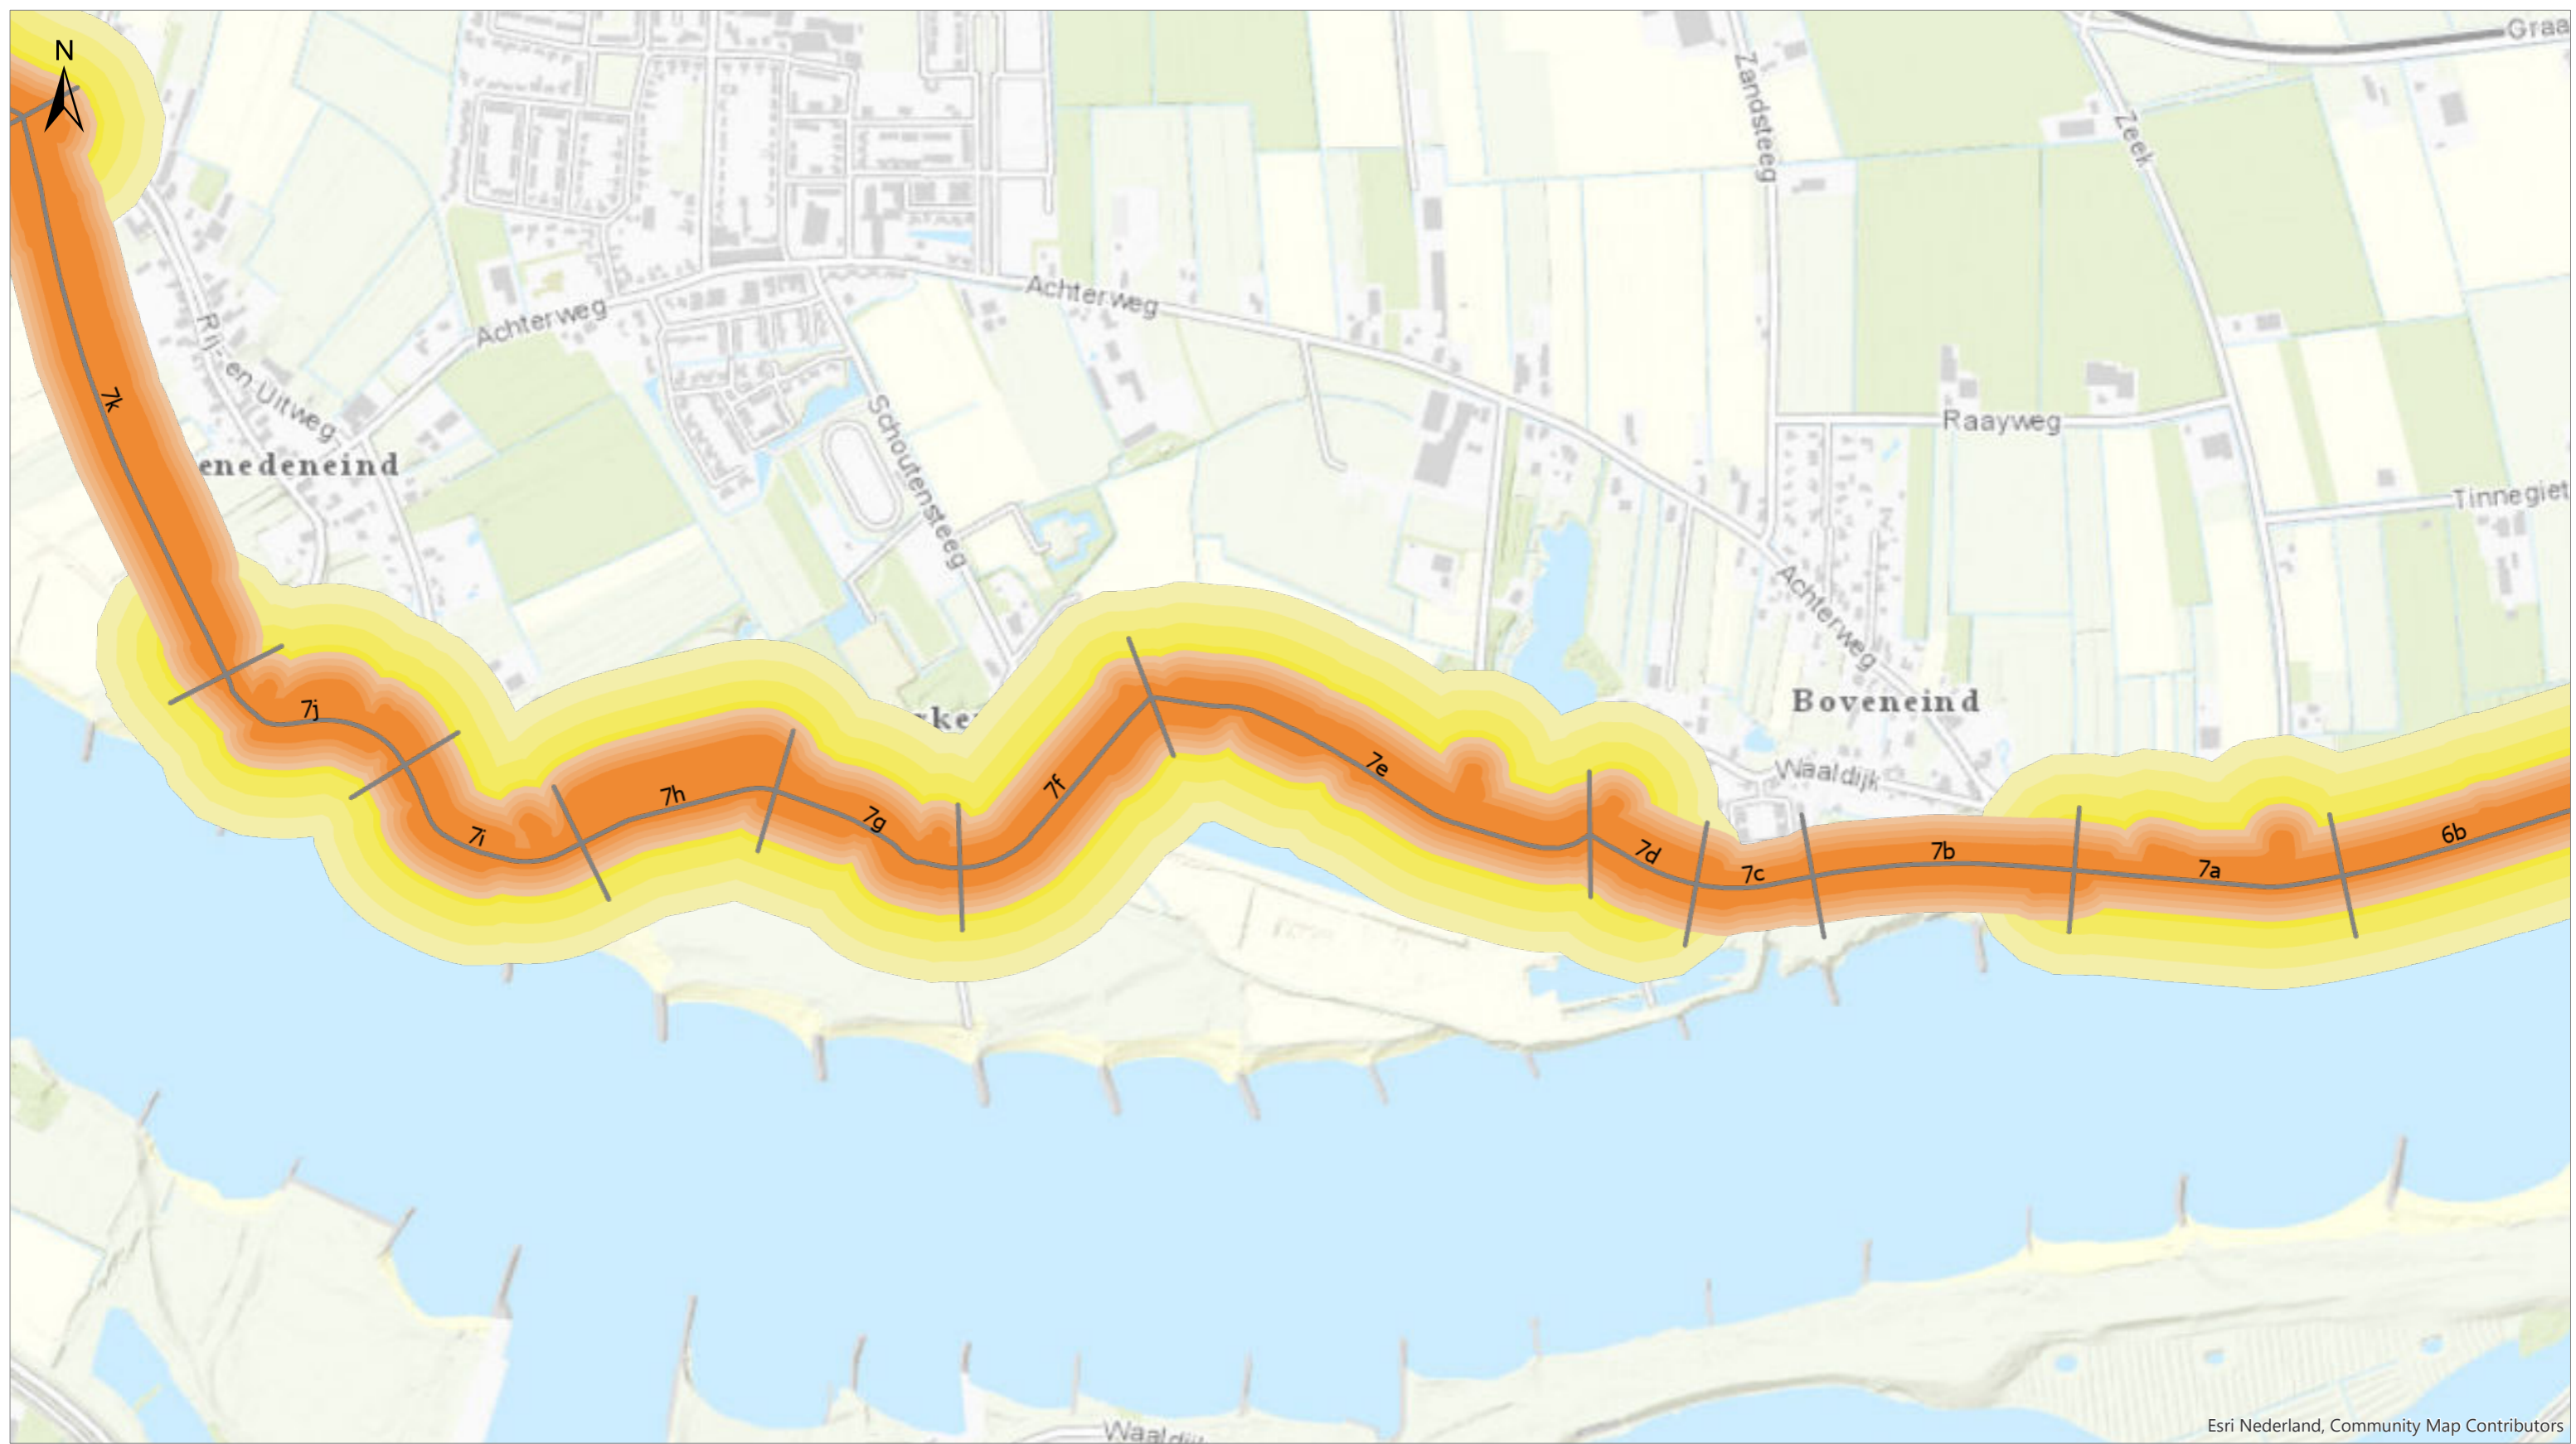 N
Graa
Zandsteeg
Zeek
Achterweg
Rij- en Uitweg
Achterweg
7k
Schoutensteeg
Raayweg
enedeneind
Tinnegiet
Achterweg
7j
Boveneind
7e
Waaldijk
7f
7h
7g
7i
6b
7d
7b
7c
7a
Esri Nederland, Community Map Contributors